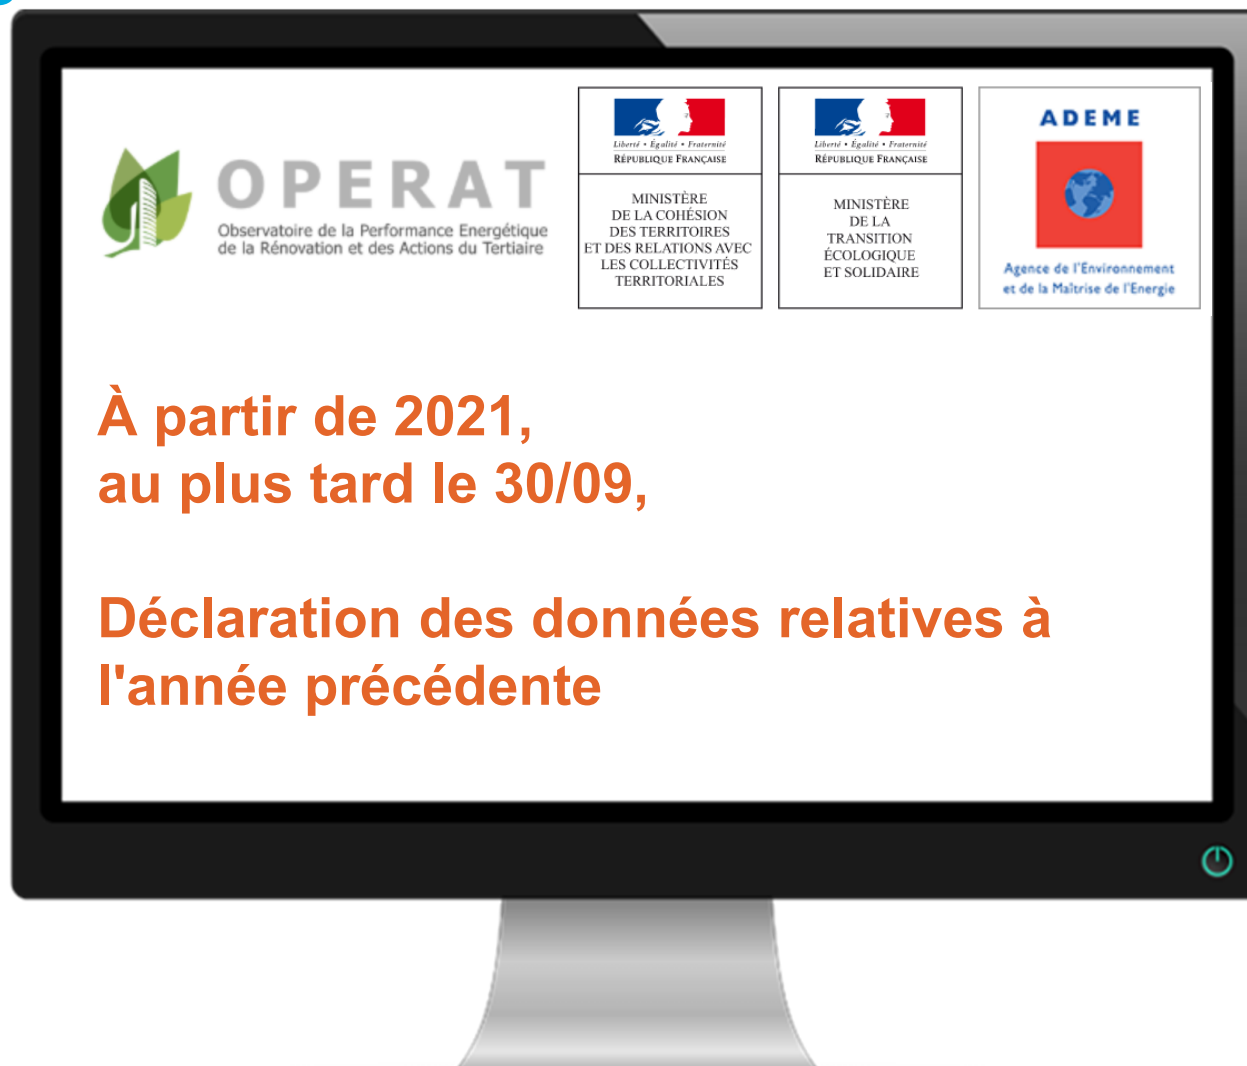 OPERAT
Observatoire de la Performance Energétique
de la Rénovation et des Actions du Tertiaire
Liberté • Égalité • Fraternité
RÉPUBLIQUE FRANÇAISE
MINISTÈRE
DE LA COHÉSION
DES TERRITOIRES
ET DES RELATIONS AVEC
LES COLLECTIVITÉS
TERRITORIALES
Liberté • Égalité • Fraternité
RÉPUBLIQUE FRANÇAISE
MINISTÈRE
DE LA
TRANSITION
ÉCOLOGIQUE
ET SOLIDAIRE
ADEME
Agence de l'Environnement
et de la Maîtrise de l'Energie
À partir de 2021,
au plus tard le 30/09,
Déclaration des données relatives à
l'année précédente